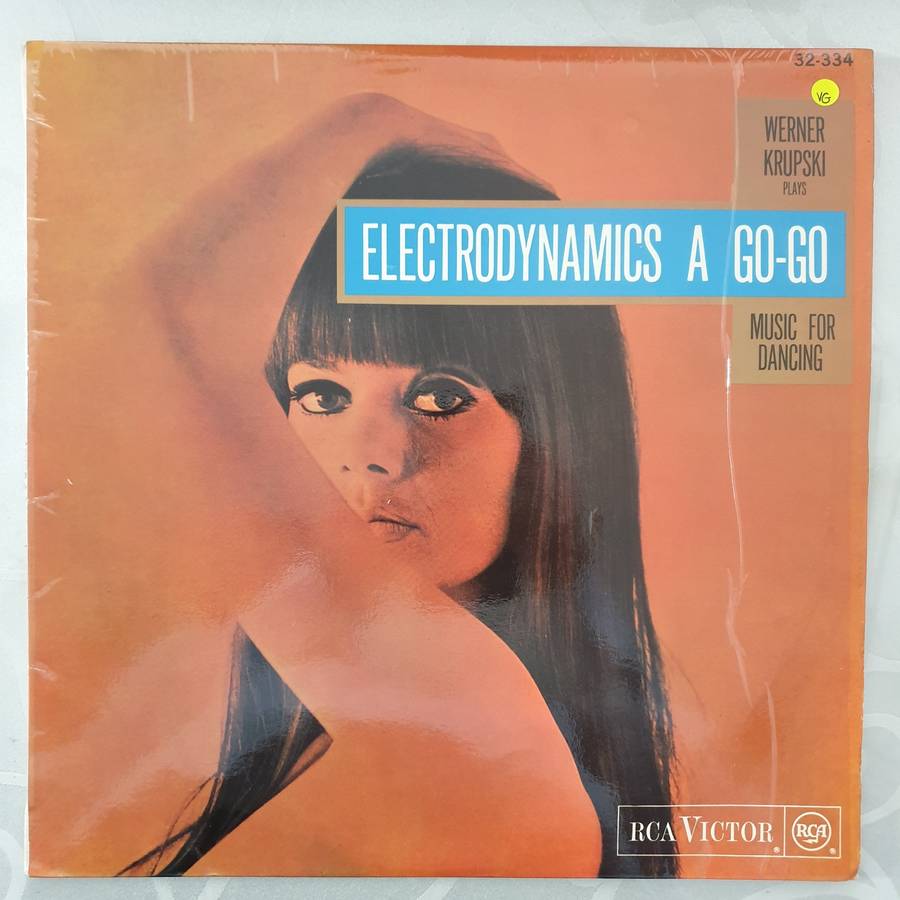 32-334
VG
WERNER
KRUPSKI
PLAYS
ELECTRODYNAMICS A GO-GO
MUSIC FOR
DANCING
RCA VICTOR ® RCA ®